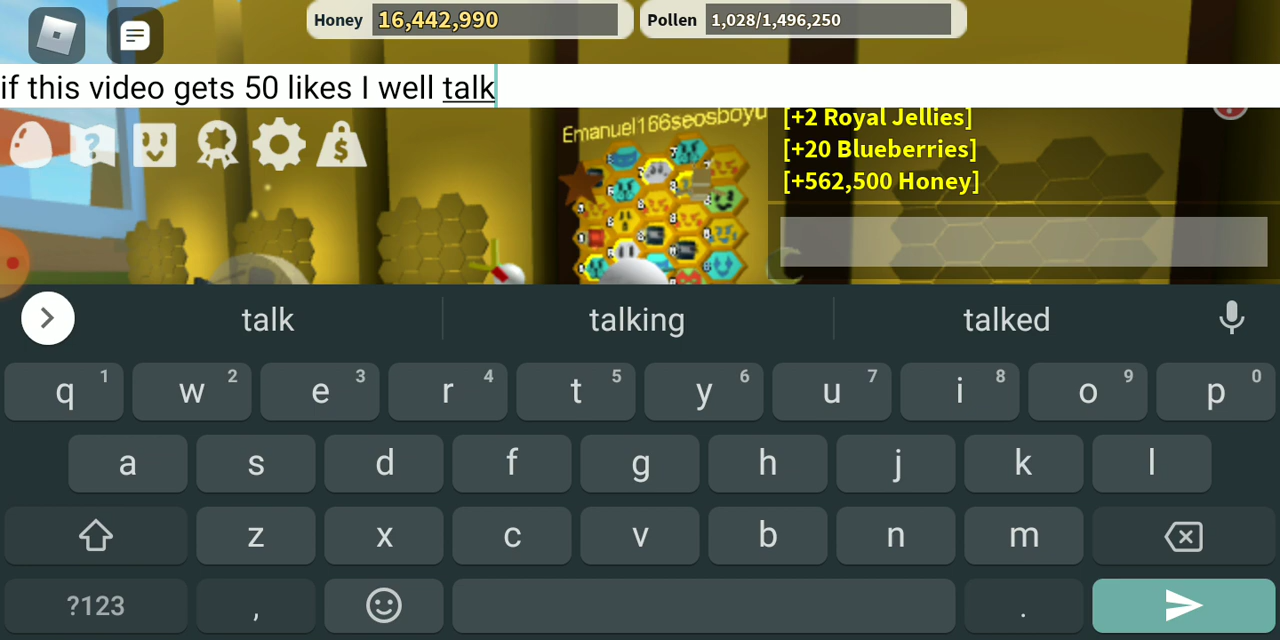 Honey 16,442,990 Pollen 1,028/1,496,250
if this video gets 50 likes I well talk
Emanuel166seosboyu
[+2 Royal Jellies]
[+20 Blueberries]
[+562,500 Honey]
talk talking talked
q 1 w 2 e 3 r 4 t 5 y 6 u 7 i 8 o 9 p 0
a s d f g h j k l
z x c v b n m
?123 , .